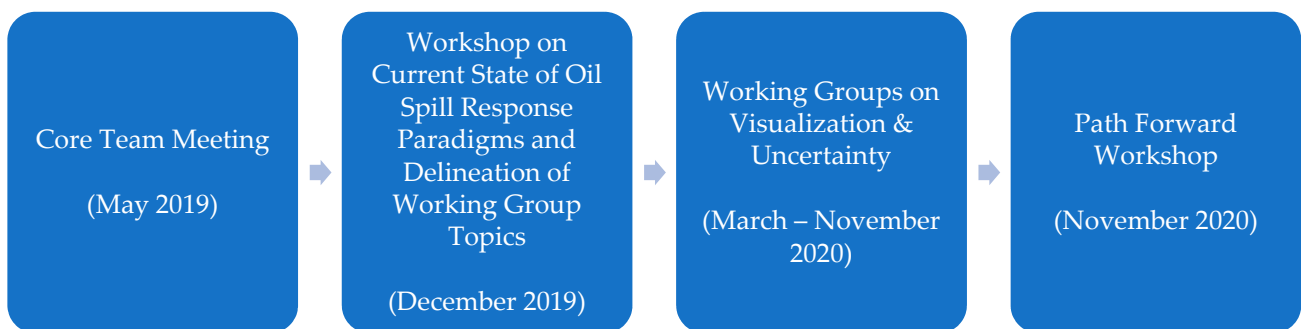 Core Team Meeting
(May 2019)
Workshop on
Current State of Oil
Spill Response
Paradigms and
Delineation of
Working Group
Topics
(December 2019)
Working Groups on
Visualization &
Uncertainty
(March – November
2020)
Path Forward
Workshop
(November 2020)